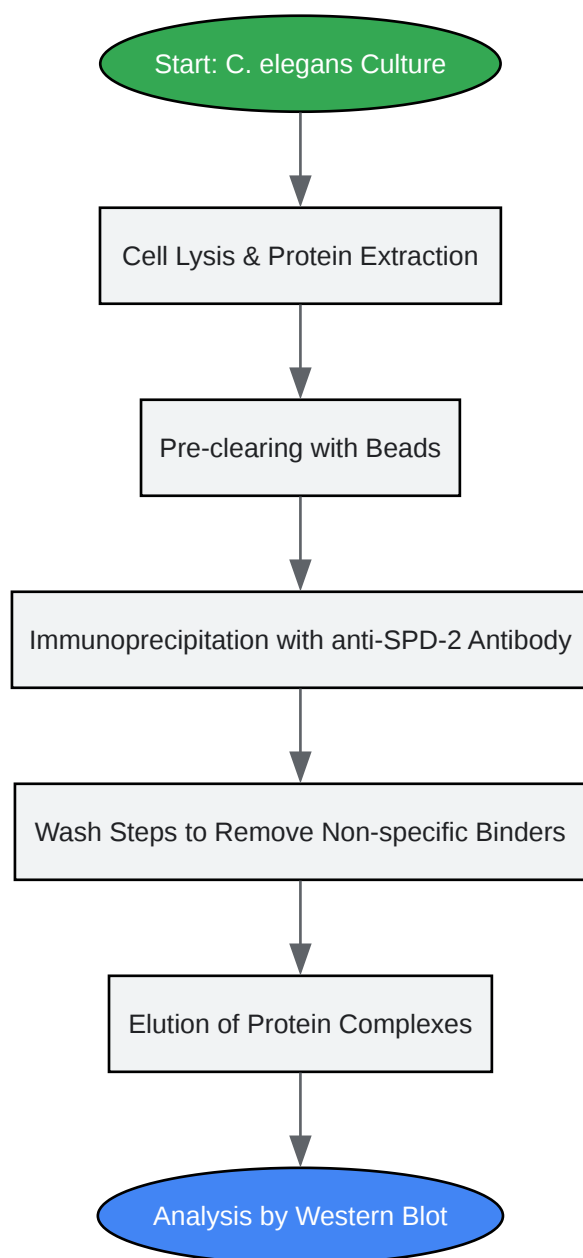 Start: C. elegans Culture
Cell Lysis & Protein Extraction
Pre-clearing with Beads
Immunoprecipitation with anti-SPD-2 Antibody
Wash Steps to Remove Non-specific Binders
Elution of Protein Complexes
Analysis by Western Blot